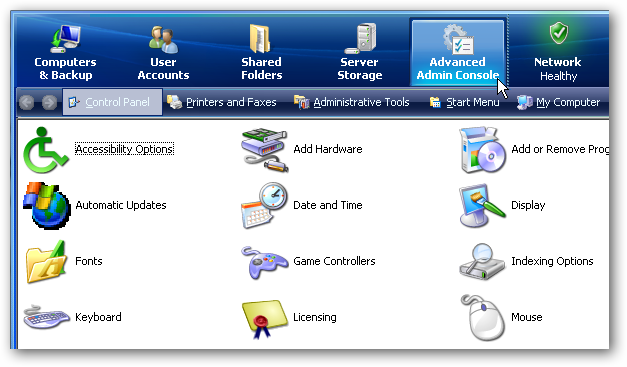 Computers
& Backup
User
Accounts
Shared
Folders
Server
Storage
Advanced
Admin Console
Network
Healthy
Control Panel
Printers and Faxes
Administrative Tools
Start Menu
My Computer
Accessibility Options
Add Hardware
Add or Remove Prog
Automatic Updates
Date and Time
Display
Fonts
Game Controllers
Indexing Options
Keyboard
Licensing
Mouse